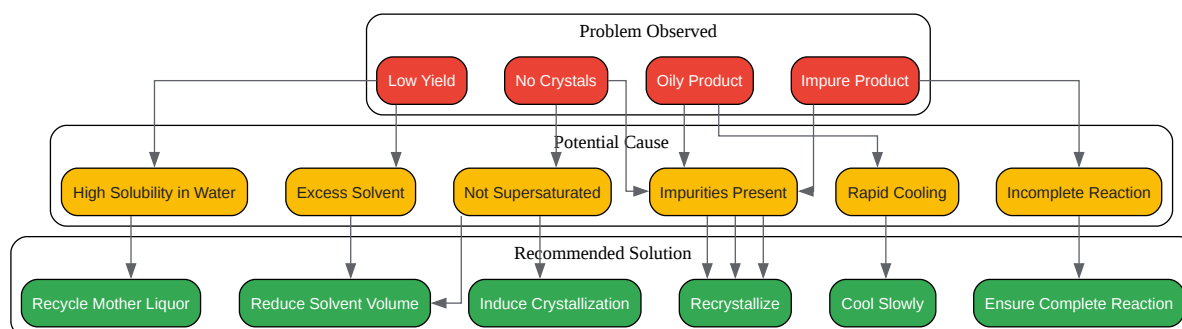 Problem Observed
Low Yield
No Crystals
Oily Product
Impure Product
Potential Cause
High Solubility in Water
Excess Solvent
Not Supersaturated
Impurities Present
Rapid Cooling
Incomplete Reaction
Recommended Solution
Recycle Mother Liquor
Reduce Solvent Volume
Induce Crystallization
Recrystallize
Cool Slowly
Ensure Complete Reaction